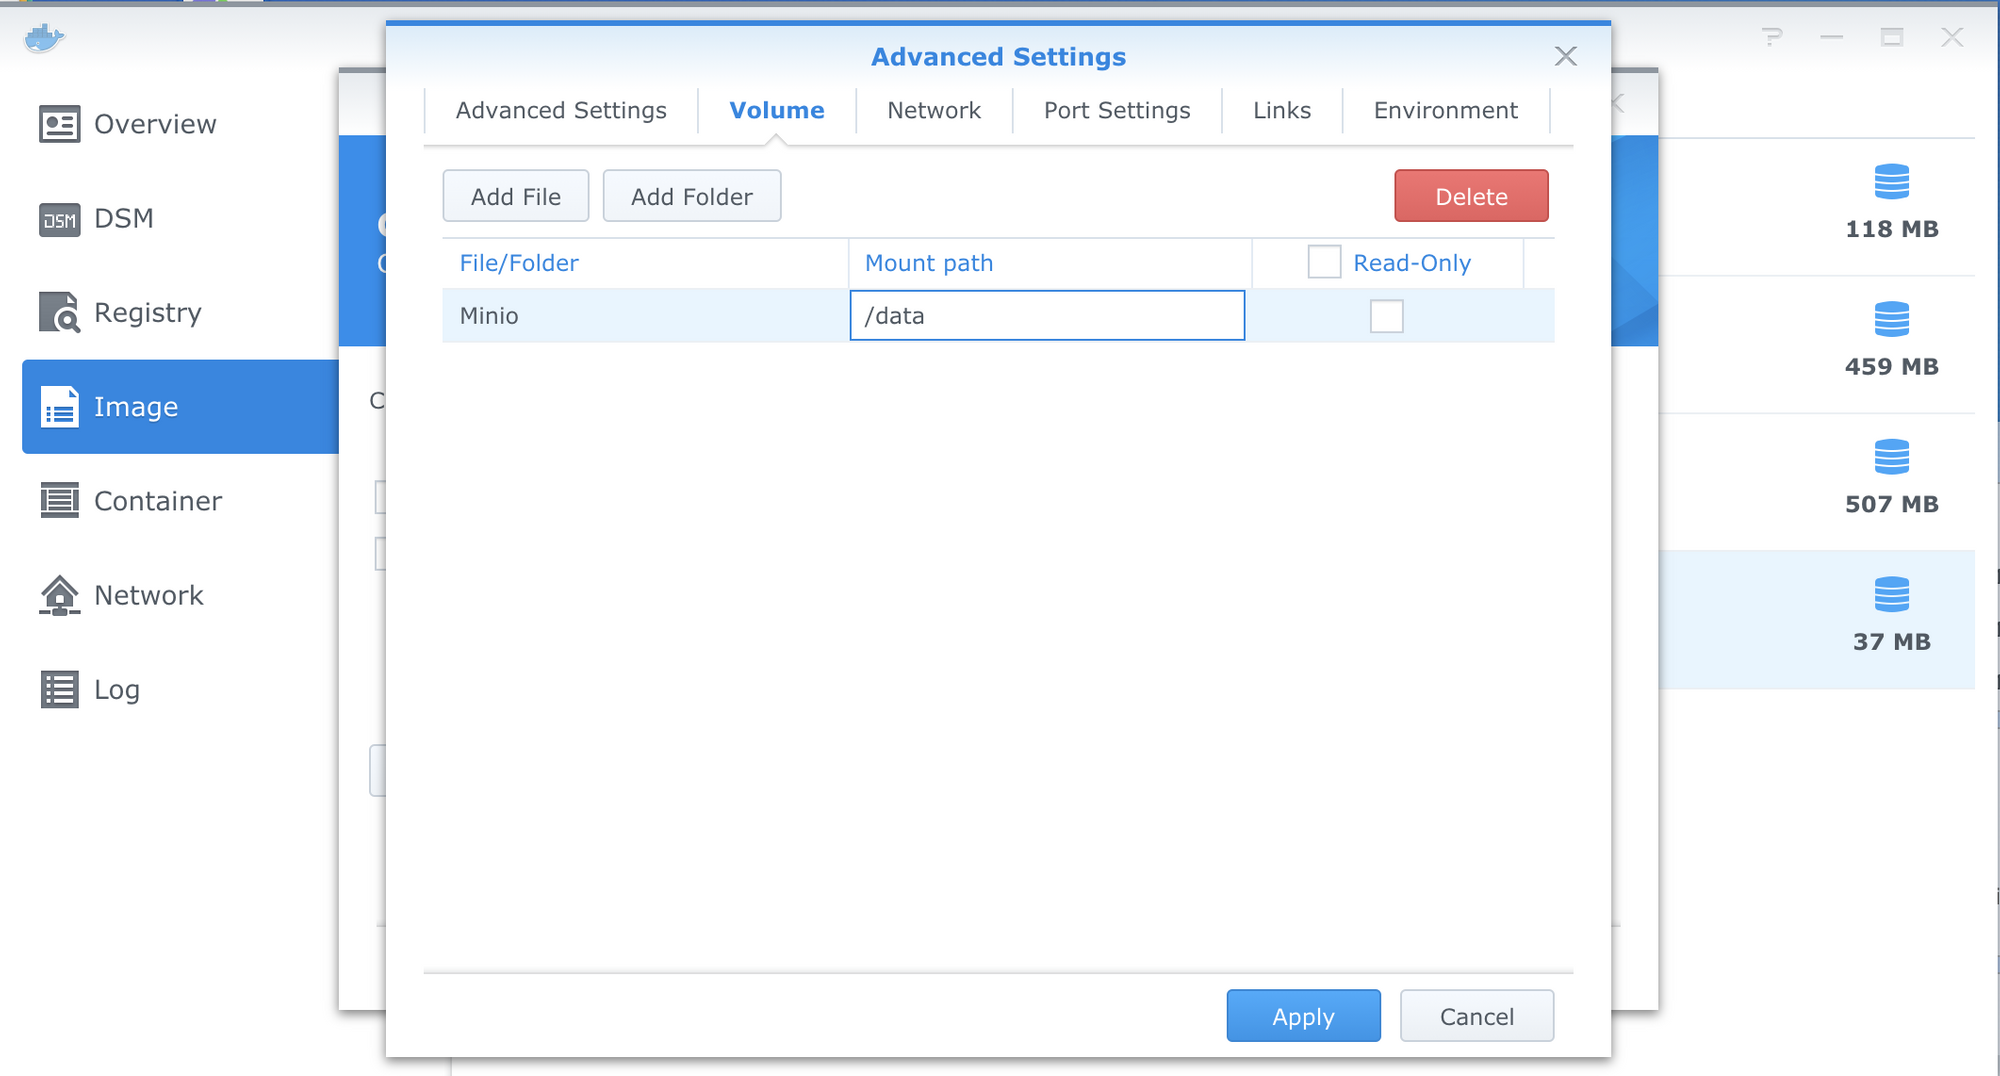 Advanced Settings
Advanced Settings
Volume
Network
Port Settings
Links
Environment
Add File
Add Folder
Delete
File/Folder
Mount path
Read-Only
Minio
/data
Apply
Cancel
Overview
DSM
DSM
Registry
Image
Container
Network
Log
118 MB
459 MB
507 MB
37 MB